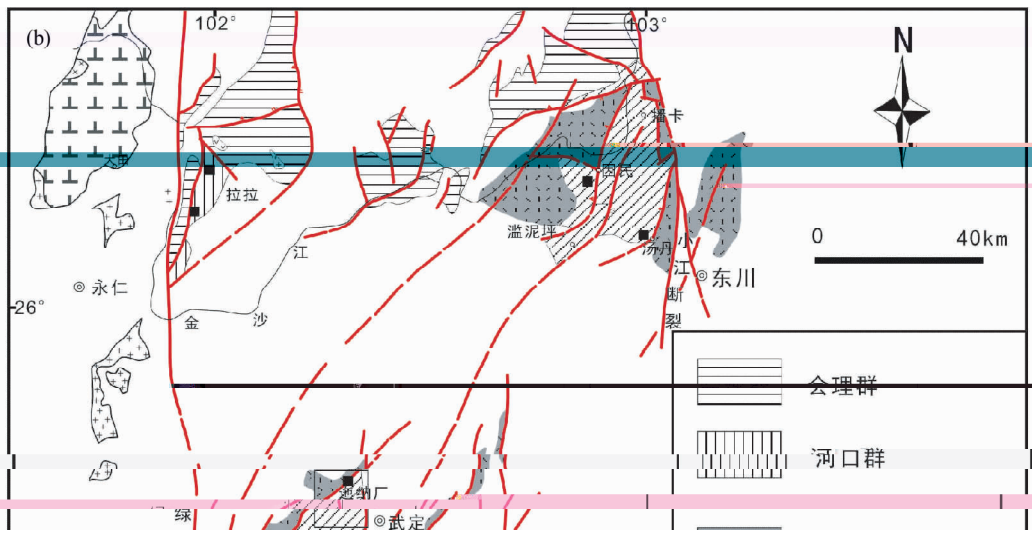 (b)
102°
103°
N
播卡
因民
拉拉
滥泥坪
汤丹
小
江
断
裂
东川
0 40km
江
永仁
26°
金
沙
会理群
河口群
迤纳厂
绿
武定